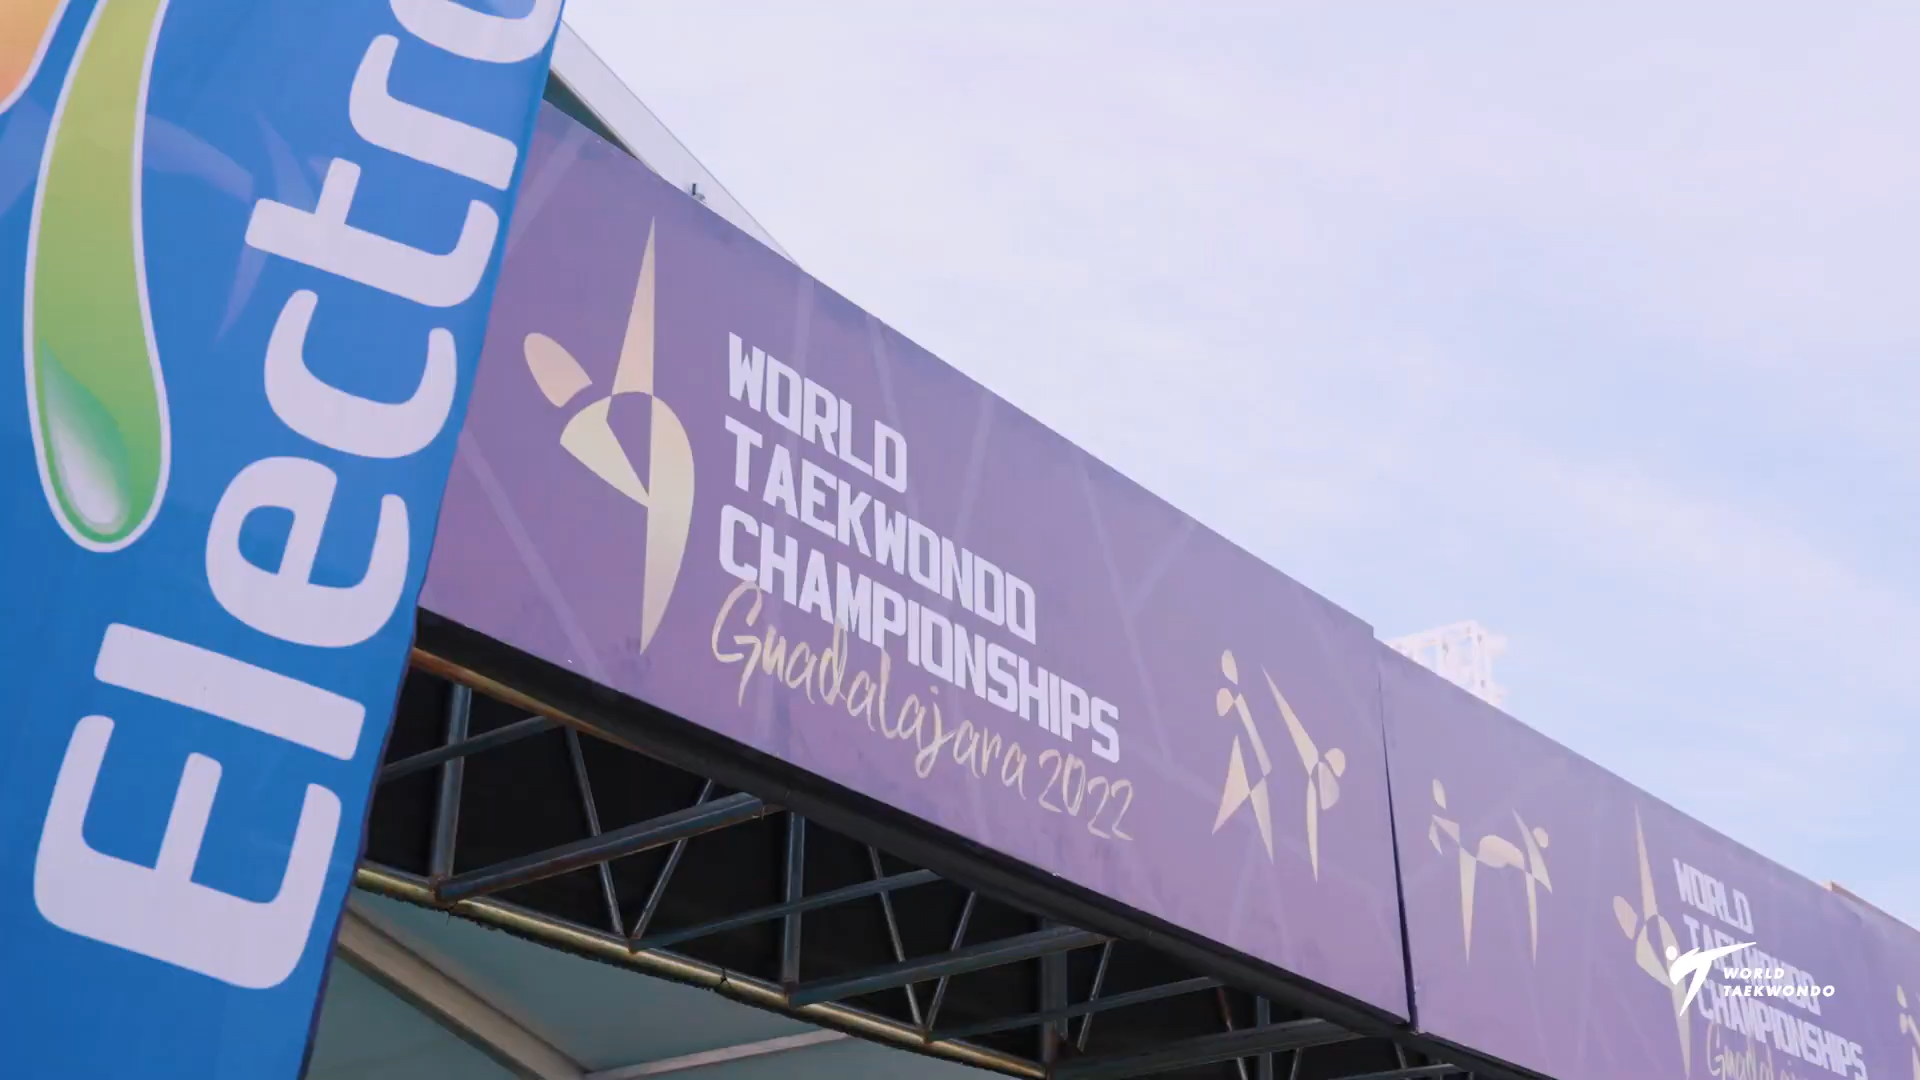 Electro
WORLD
TAEKWONDO
CHAMPIONSHIPS
Guadalajara 2022
WORLD
TAEKWONDO
CHAMPIONSHIPS
WORLD
TAEKWONDO